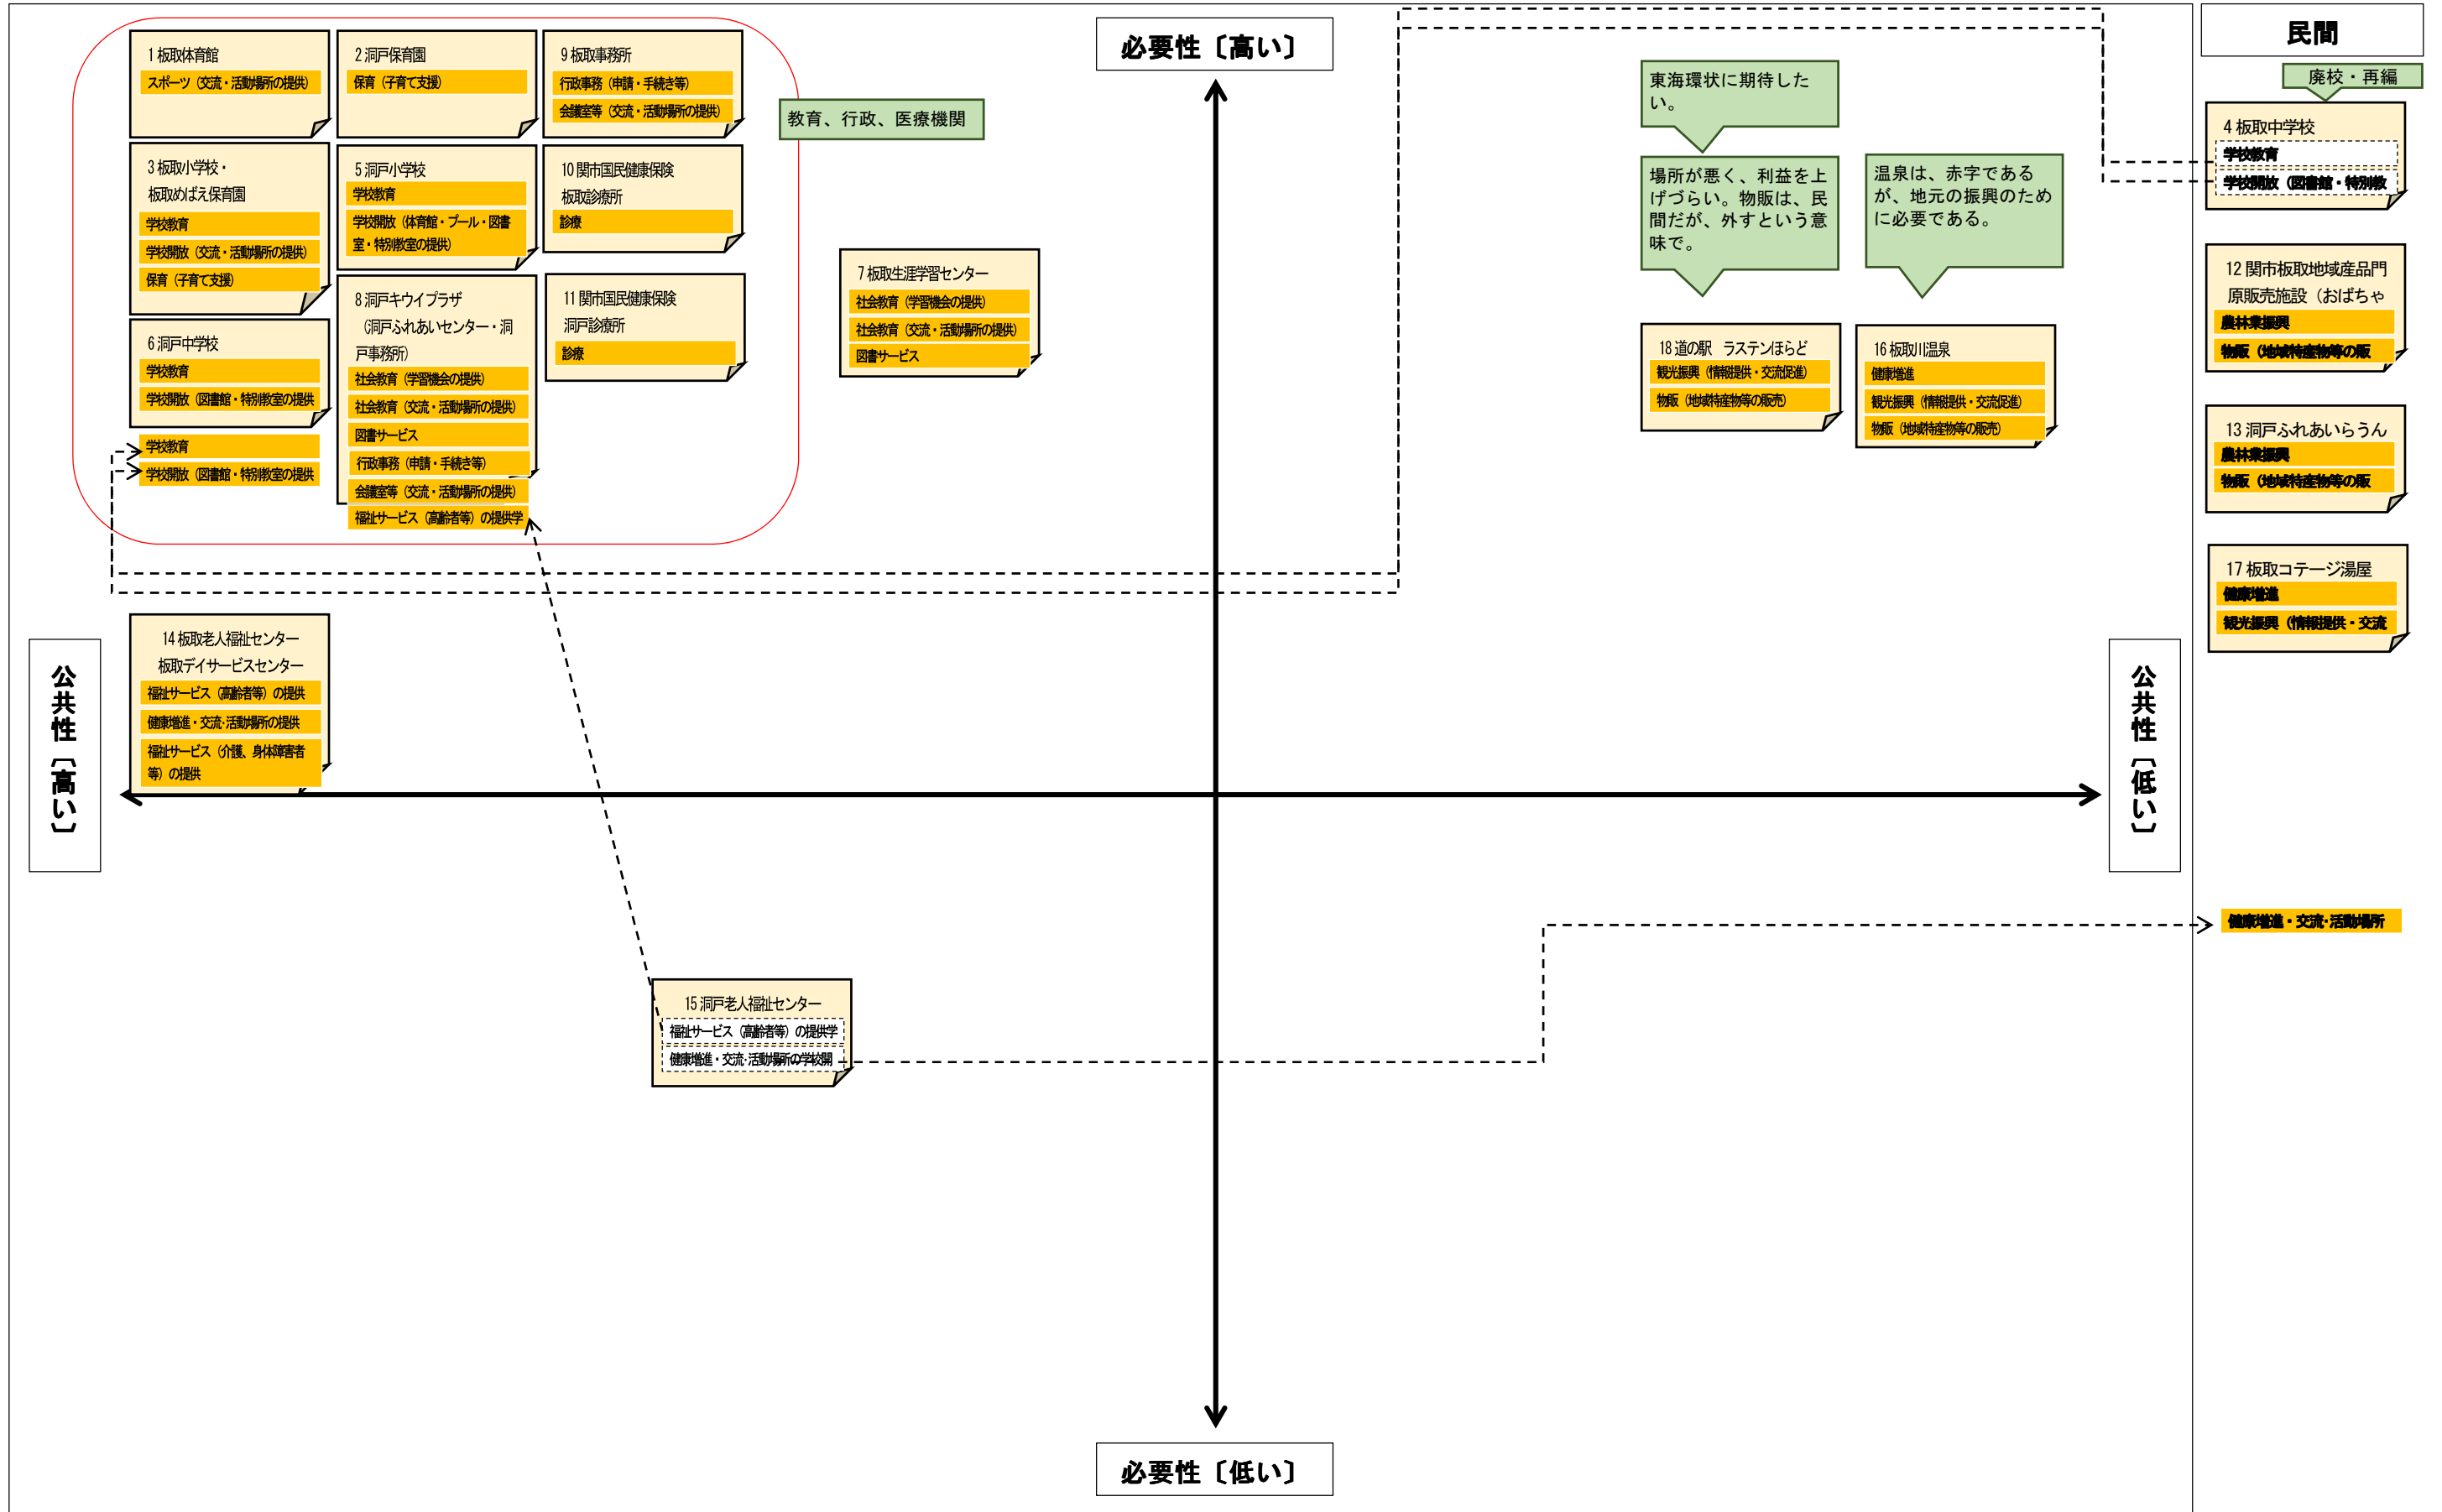 必要性〔高い〕
民間
1 板取体育館
スポーツ（交流・活動場所の提供）
2 洞戸保育園
保育（子育て支援）
9 板取事務所
行政事務（申請・手続き等）
会議室等（交流・活動場所の提供）
教育、行政、医療機関
3 板取小学校・
板取めばえ保育園
学校教育
学校開放（交流・活動場所の提供）
保育（子育て支援）
5 洞戸小学校
学校教育
学校開放（体育館・プール・図書
室・特別教室の提供）
10 関市国民健康保険
板取診療所
診療
6 洞戸中学校
学校教育
学校開放（図書館・特別教室の提供
学校教育
学校開放（図書館・特別教室の提供
8 洞戸キウイプラザ
（洞戸ふれあいセンター・洞
戸事務所）
社会教育（学習機会の提供）
社会教育（交流・活動場所の提供）
図書サービス
行政事務（申請・手続き等）
会議室等（交流・活動場所の提供）
福祉サービス（高齢者等）の提供学
11 関市国民健康保険
洞戸診療所
診療
7 板取生涯学習センター
社会教育（学習機会の提供）
社会教育（交流・活動場所の提供）
図書サービス
東海環状に期待した
い。
場所が悪く、利益を上
げづらい。物販は、民
間だが、外すという意
味で。
温泉は、赤字である
が、地元の振興のため
に必要である。
18 道の駅　ラステンほらど
観光振興（情報提供・交流促進）
物販（地域特産物等の販売）
16 板取川温泉
健康増進
観光振興（情報提供・交流促進）
物販（地域特産物等の販売）
廃校・再編
4 板取中学校
学校教育
学校開放（図書館・特別教
12 関市板取地域産品門
原販売施設（おばちゃ
農林業振興
物販（地域特産物等の販
13 洞戸ふれあいらうん
農林業振興
物販（地域特産物等の販
17 板取コテージ湯屋
健康増進
観光振興（情報提供・交流
公共性〔高い〕
14 板取老人福祉センター
板取デイサービスセンター
福祉サービス（高齢者等）の提供
健康増進・交流・活動場所の提供
福祉サービス（介護、身体障害者
等）の提供
公共性〔低い〕
健康増進・交流・活動場所
15 洞戸老人福祉センター
福祉サービス（高齢者等）の提供学
健康増進・交流・活動場所の学校開
必要性〔低い〕